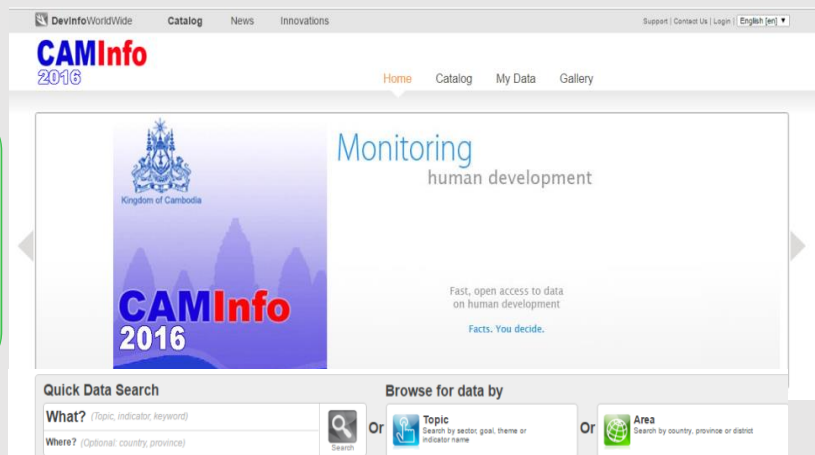 DevInfoWorldWide Catalog News Innovations Support | Contact Us | Login | English [en]
CAMInfo
2016
Home Catalog My Data Gallery
Kingdom of Cambodia
CAMInfo
2016
Monitoring
human development
Fast, open access to data
on human development
Facts. You decide.
Quick Data Search
What? (Topic, indicator, keyword)
Where? (Optional: country, province)
Search
Or
Browse for data by
Topic
Search by sector, goal, theme or
indicator name
Or
Area
Search by country, province or district